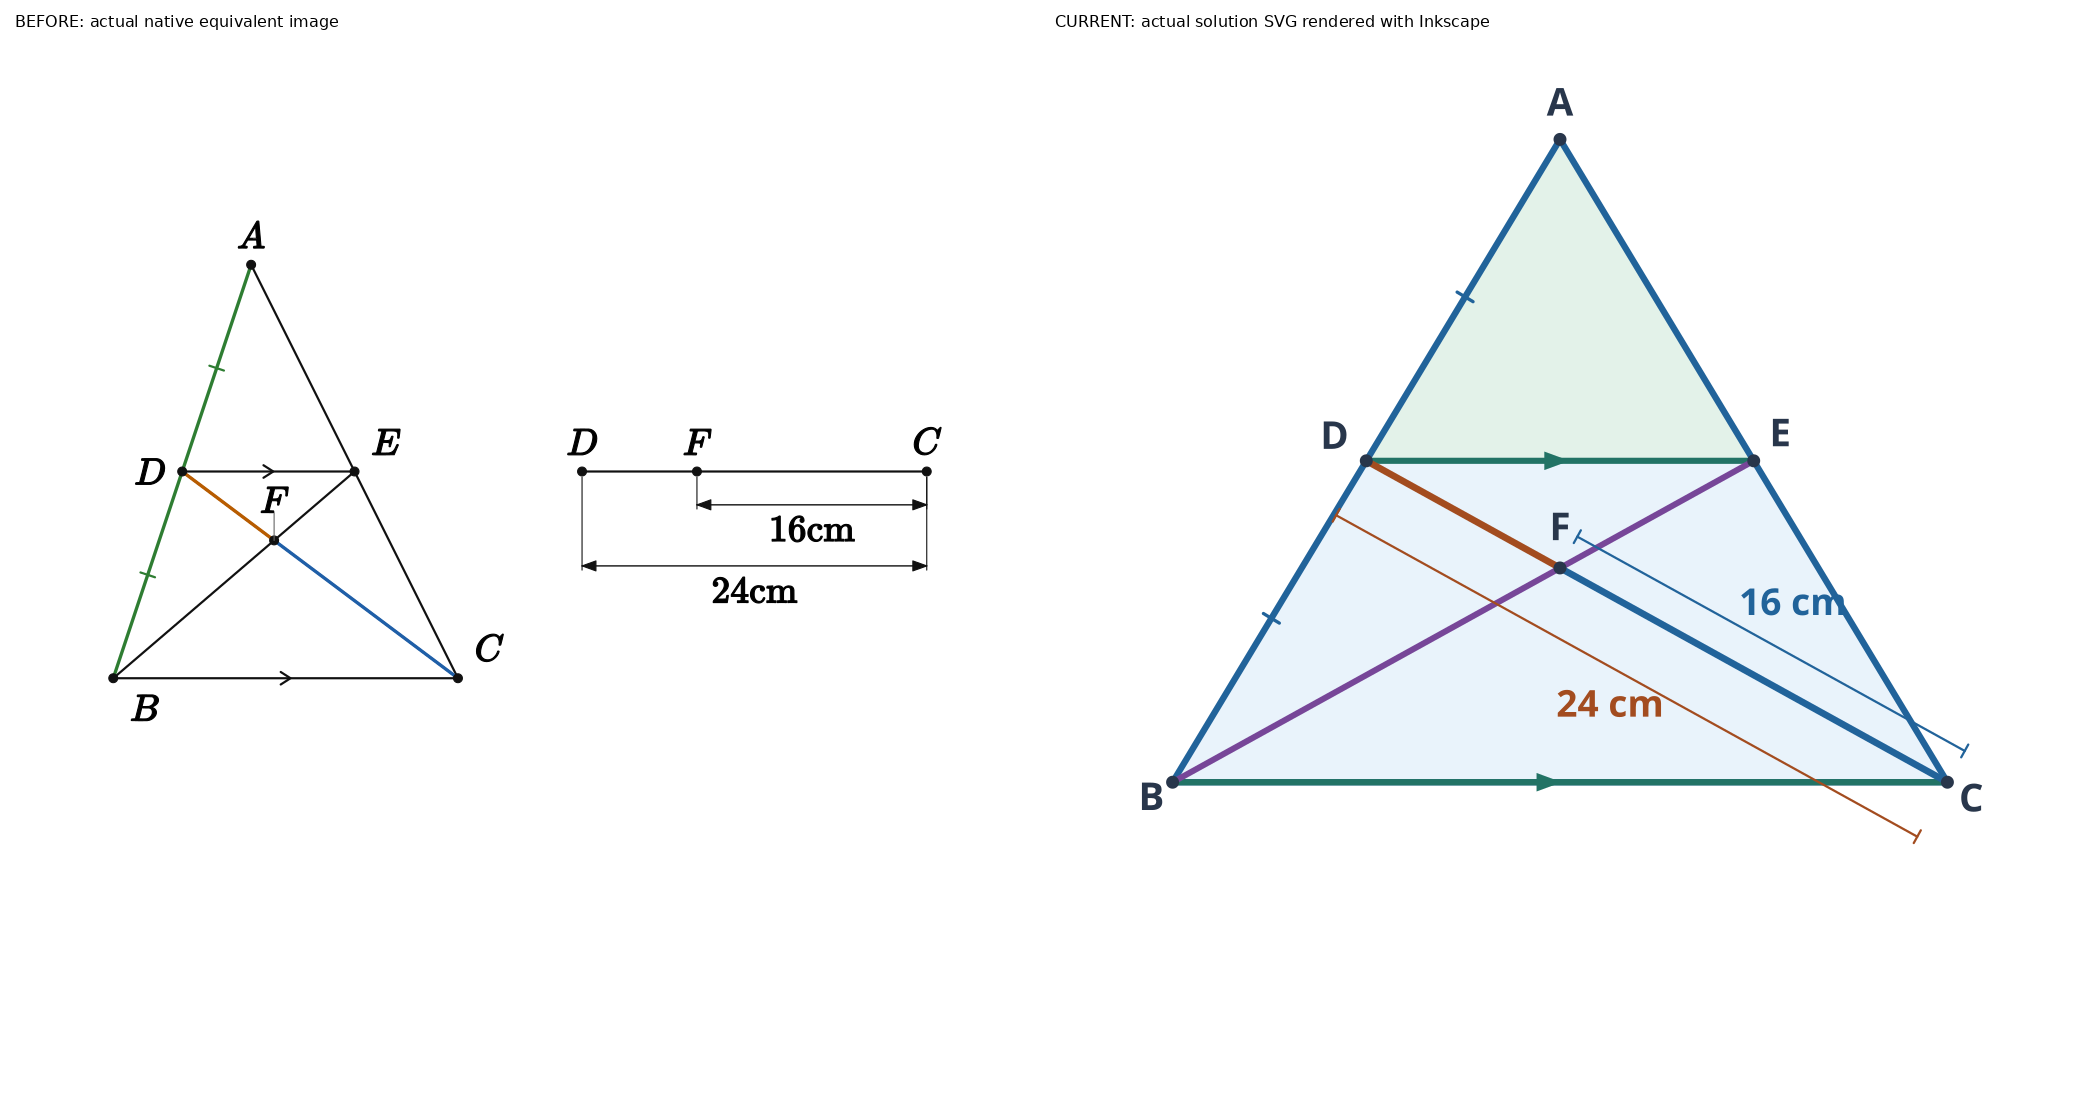 BEFORE: actual native equivalent image
CURRENT: actual solution SVG rendered with Inkscape
A
D
E
F
B
C
D F C
16cm
24cm
A
D
E
F
16 cm
24 cm
B
C